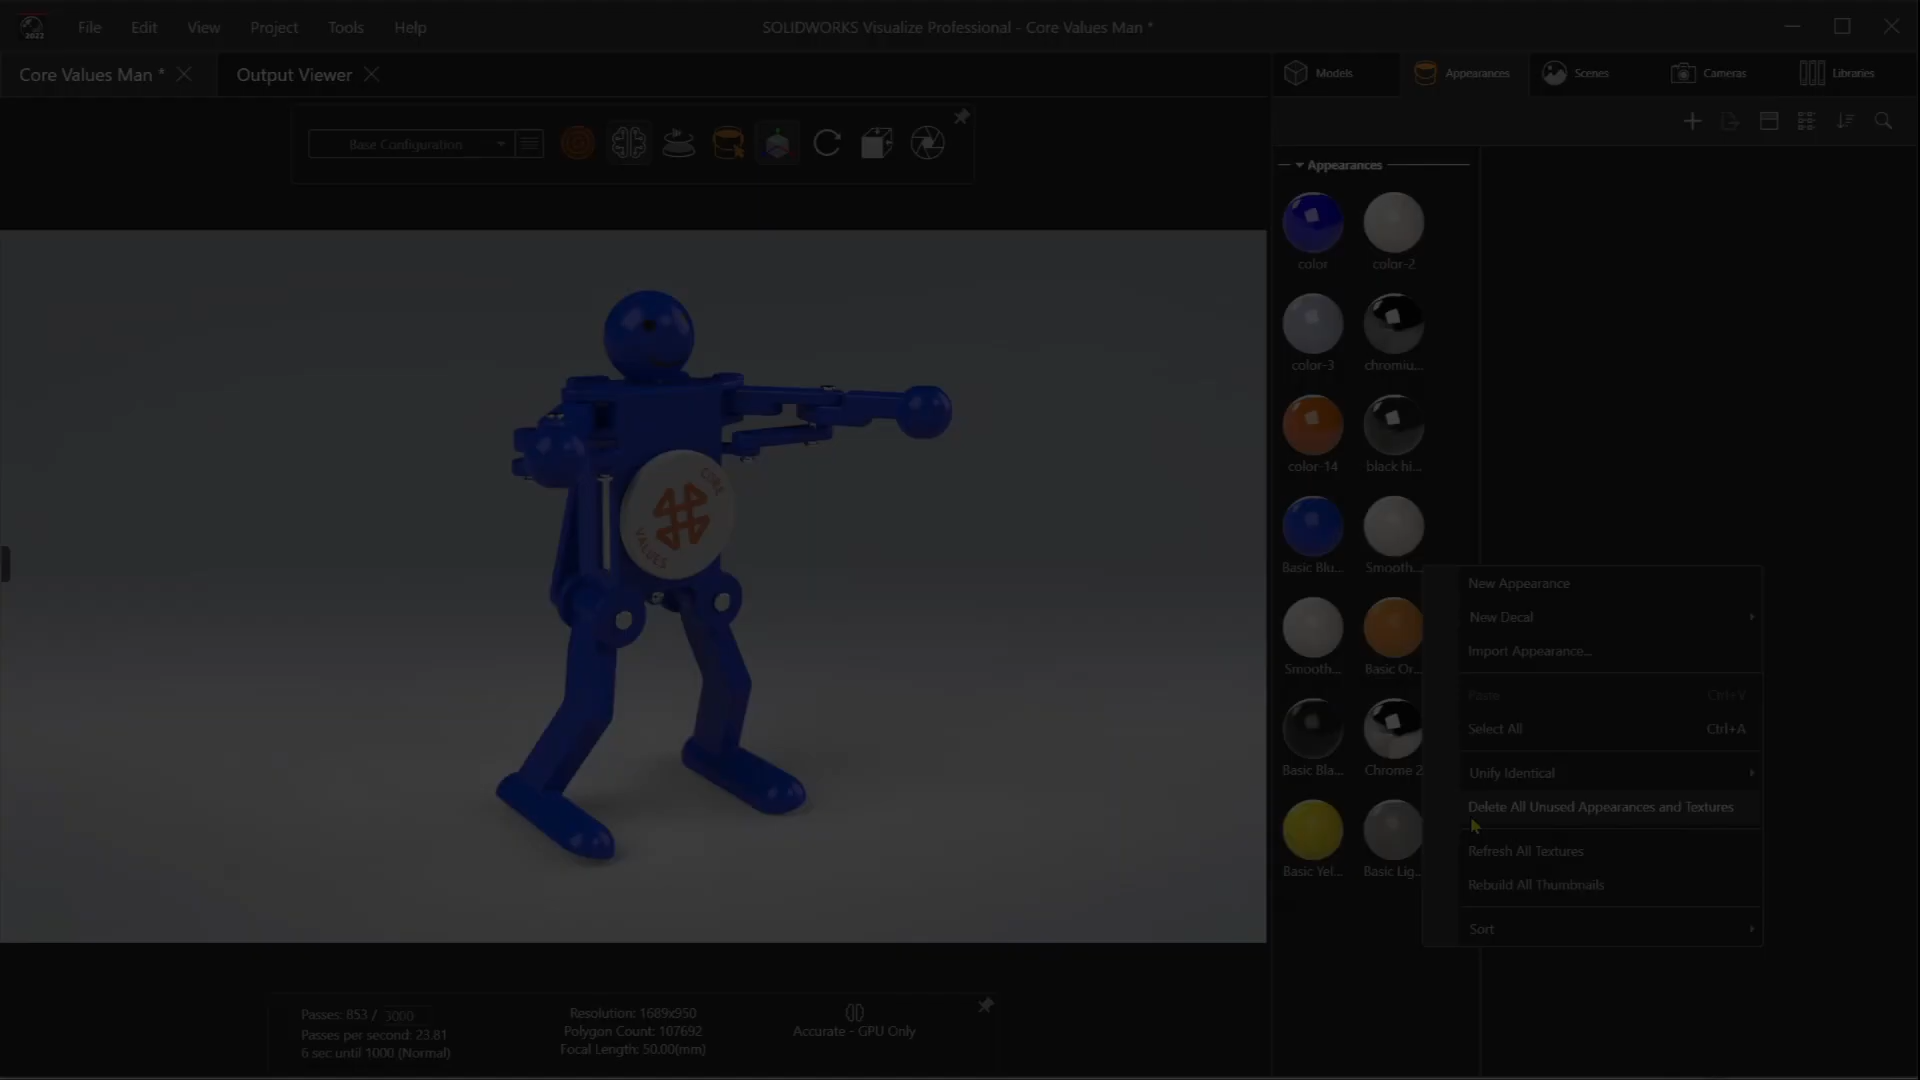 2022
File Edit View Project Tools Help
SOLIDWORKS Visualize Professional - Core Values Man *
Core Values Man *
Output Viewer
Models
Appearances
Scenes
Cameras
Libraries
Base Configuration
Appearances
color
color-2
color-3
chromiu...
color-14
black hi...
Basic Blu...
Smooth...
Smooth...
Basic Or...
Basic Bla...
Chrome 2
Basic Yel...
Basic Lig...
CORE
VALUES
New Appearance
New Decal
Import Appearance...
Paste Ctrl+V
Select All Ctrl+A
Unify Identical
Delete All Unused Appearances and Textures
Refresh All Textures
Rebuild All Thumbnails
Sort
Passes: 853 / 3000
Passes per second: 23.81
6 sec until 1000 (Normal)
Resolution: 1689x950
Polygon Count: 107692
Focal Length: 50.00(mm)
Accurate - GPU Only